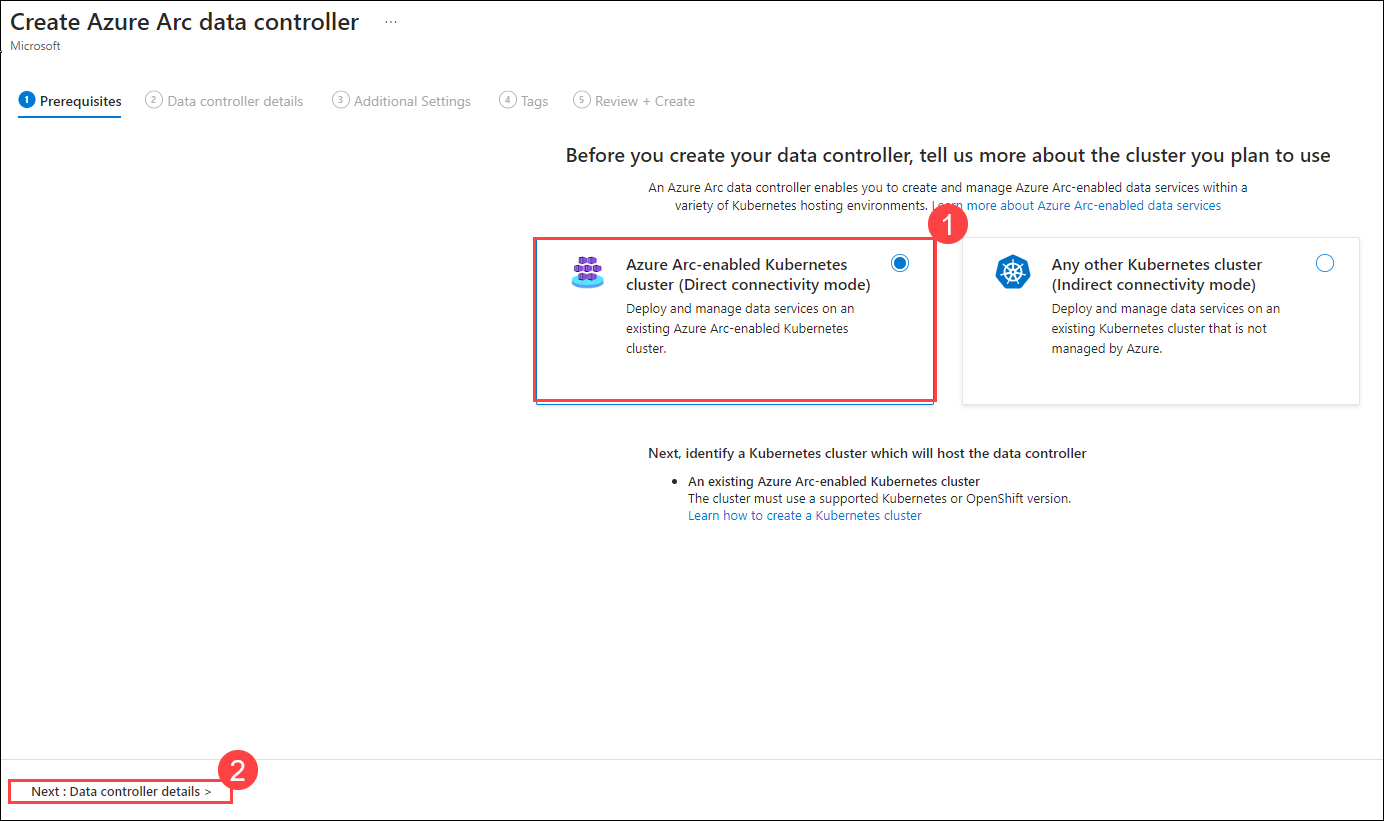 Create Azure Arc data controller ...
Microsoft
1 Prerequisites 2 Data controller details 3 Additional Settings 4 Tags 5 Review + Create
Before you create your data controller, tell us more about the cluster you plan to use
An Azure Arc data controller enables you to create and manage Azure Arc-enabled data services within a
variety of Kubernetes hosting environments. Learn more about Azure Arc-enabled data services
1
Azure Arc-enabled Kubernetes
cluster (Direct connectivity mode)
Deploy and manage data services on an
existing Azure Arc-enabled Kubernetes
cluster.
Any other Kubernetes cluster
(Indirect connectivity mode)
Deploy and manage data services on an
existing Kubernetes cluster that is not
managed by Azure.
Next, identify a Kubernetes cluster which will host the data controller
• An existing Azure Arc-enabled Kubernetes cluster
The cluster must use a supported Kubernetes or OpenShift version.
Learn how to create a Kubernetes cluster
2
Next : Data controller details >